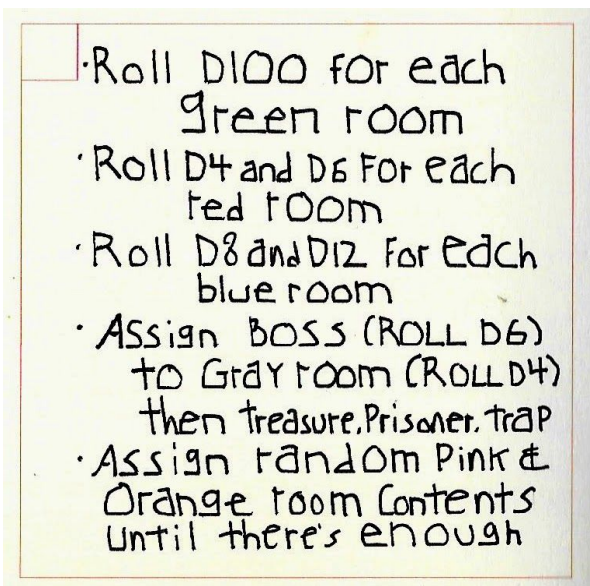 ·Roll D100 for each
green room
·Roll D4 and D6 For each
red room
·Roll D8 and D12 For each
blue room
·Assign BOSS (ROLL D6)
to Gray room (ROLL D4)
then treasure, Prisoner, trap
·Assign random Pink &
Orange room Contents
until there's enough